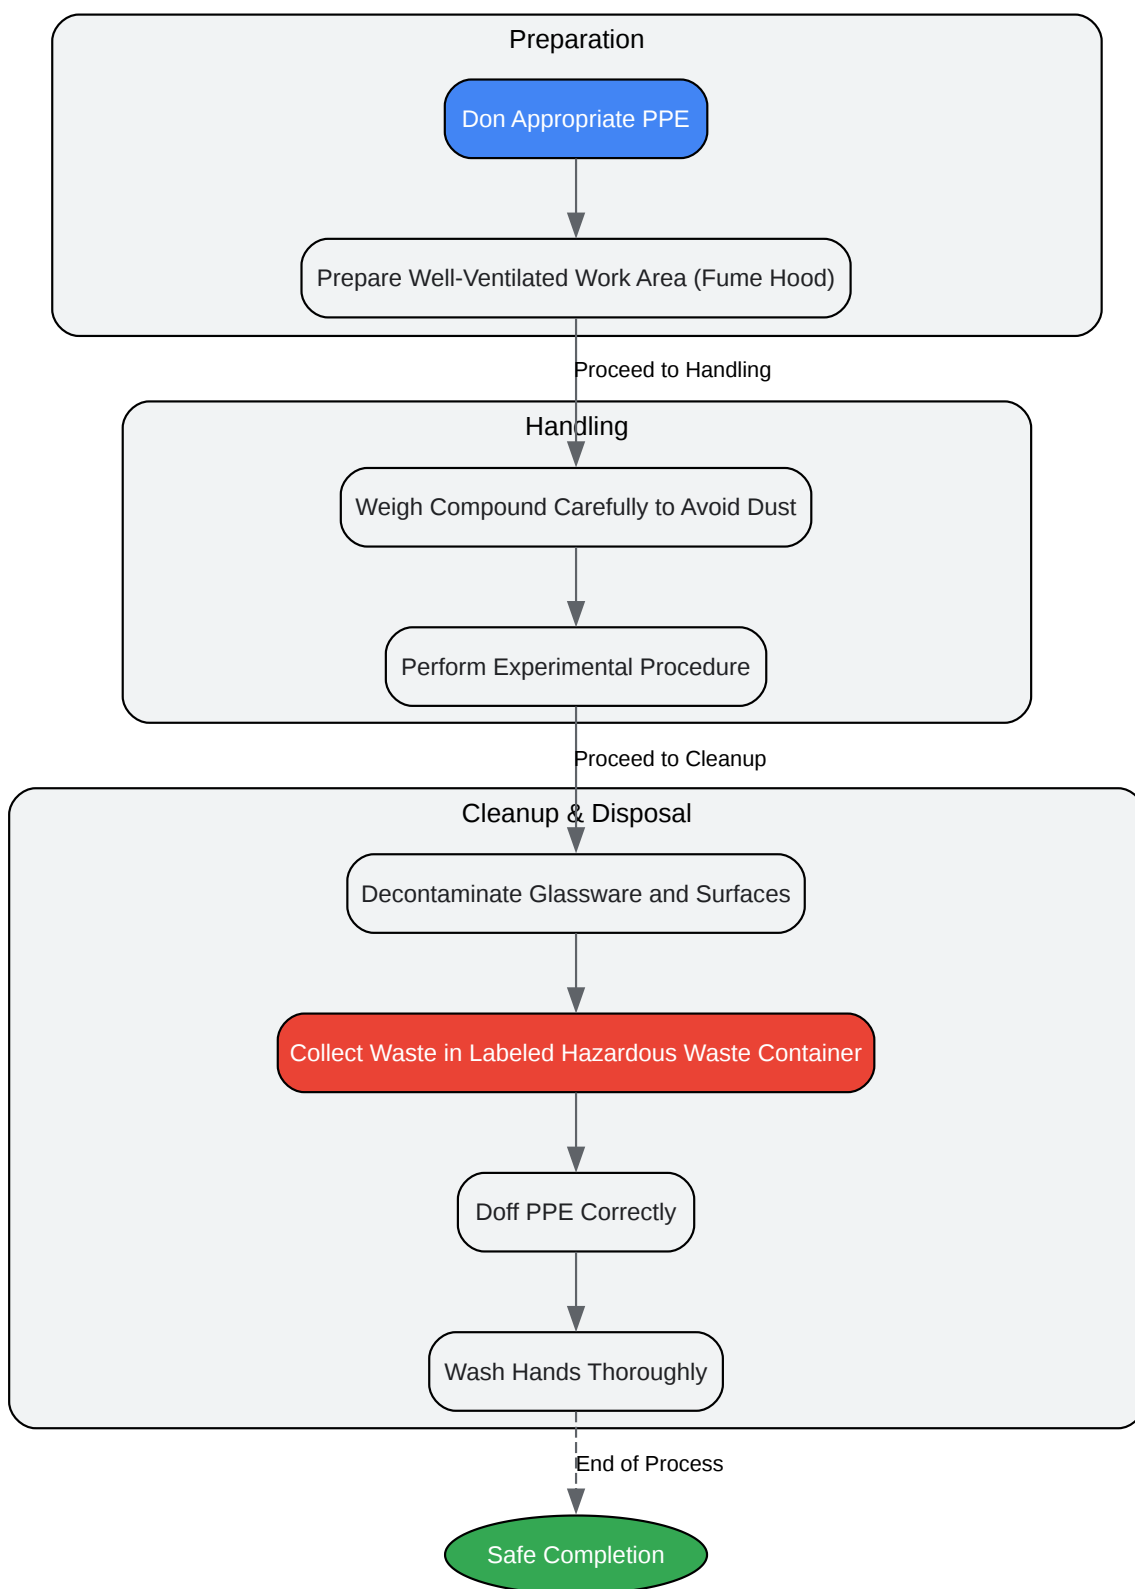 Preparation
Don Appropriate PPE
Prepare Well-Ventilated Work Area (Fume Hood)
Proceed to Handling
Handling
Weigh Compound Carefully to Avoid Dust
Perform Experimental Procedure
Proceed to Cleanup
Cleanup & Disposal
Decontaminate Glassware and Surfaces
Collect Waste in Labeled Hazardous Waste Container
Doff PPE Correctly
Wash Hands Thoroughly
End of Process
Safe Completion